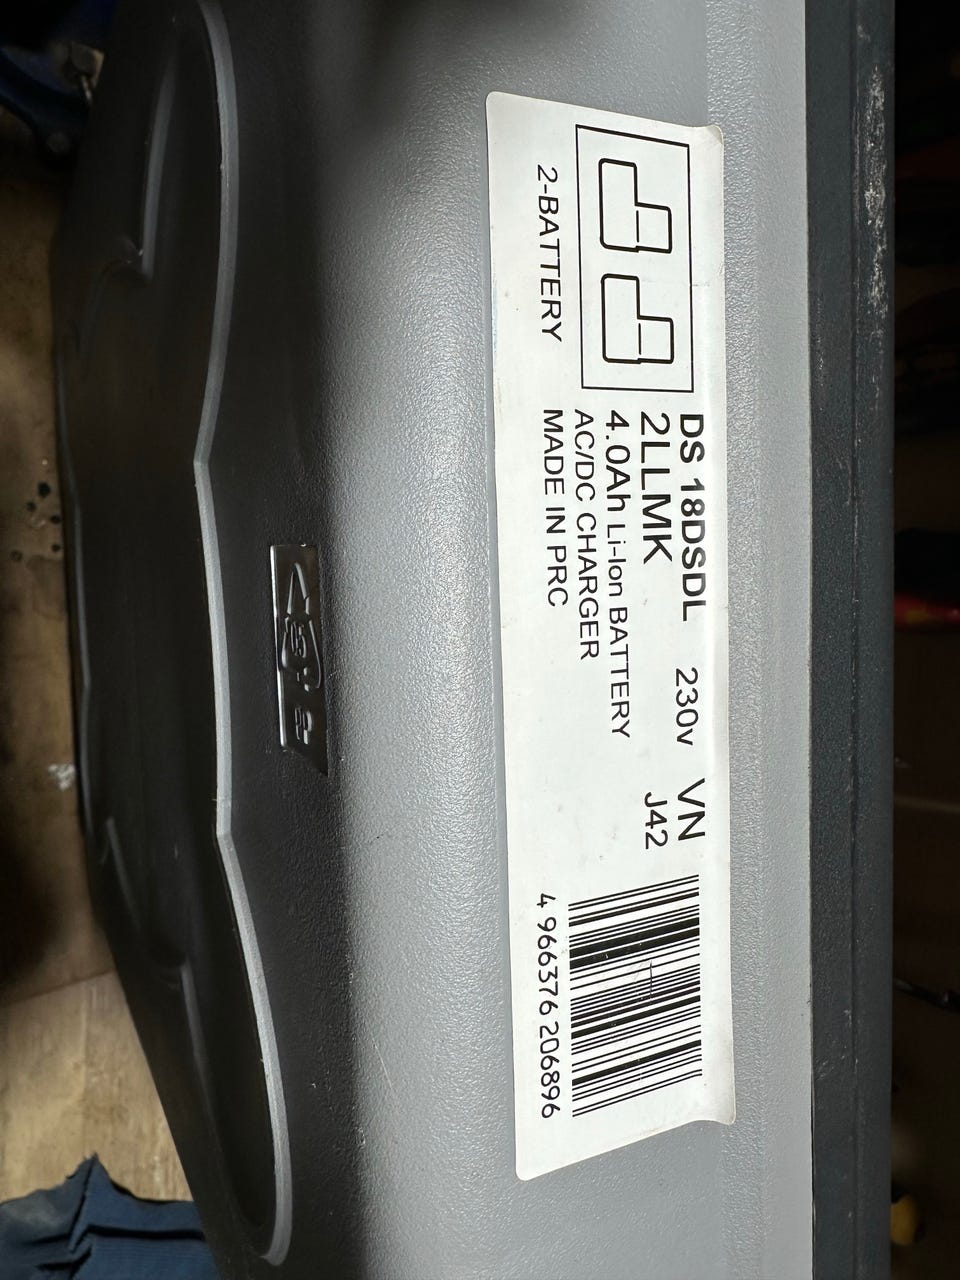 DS 18DSDL 230v VN
2LLMK J42
4.0Ah Li-Ion BATTERY
AC/DC CHARGER
MADE IN PRC
2-BATTERY
4 966376 206896
05
PP